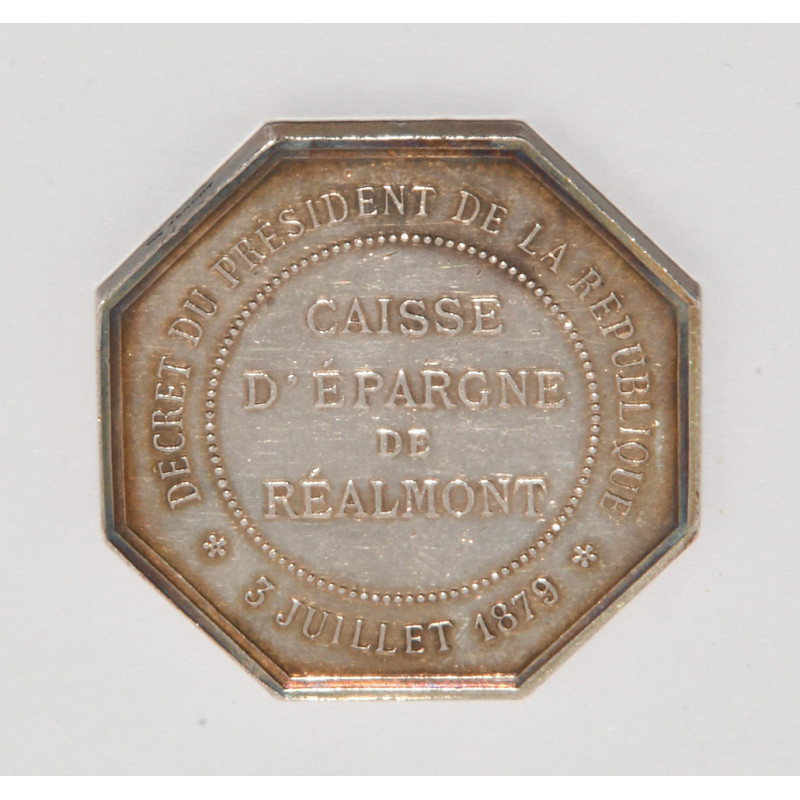 DÉCRET DU PRÉSIDENT DE LA RÉPUBLIQUE
CAISSE
D'ÉPARGNE
DE
RÉALMONT
* 3 JUILLET 1879 *